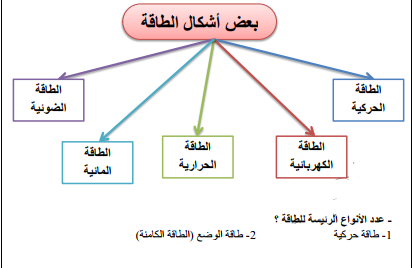 بعض أشكال الطاقة
الطاقة
الحركية
الطاقة
الكهربائية
الطاقة
الحرارية
الطاقة
المائية
الطاقة
الضوئية
- عدد الأنواع الرئيسة للطاقة ؟
1- طاقة حركية 2- طاقة الوضع (الطاقة الكامنة)